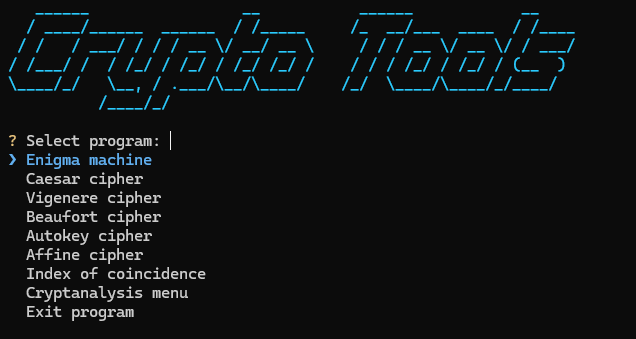 Crypto Tools
? Select program:
❯ Enigma machine
Caesar cipher
Vigenere cipher
Beaufort cipher
Autokey cipher
Affine cipher
Index of coincidence
Cryptanalysis menu
Exit program